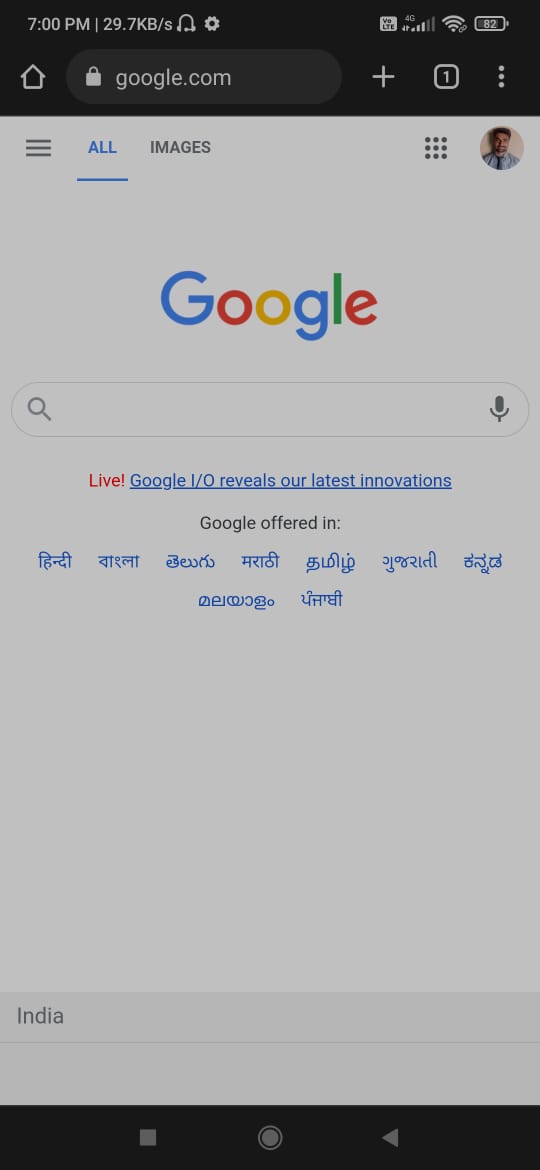 7:00 PM | 29.7KB/s Vo LTE 4G 82
google.com 1
ALL IMAGES
Google
Live! Google I/O reveals our latest innovations
Google offered in:
हिन्दी বাংলা తెలుగు मराठी தமிழ் ગુજરાતી ಕನ್ನಡ
മലയാളം ਪੰਜਾਬੀ
India